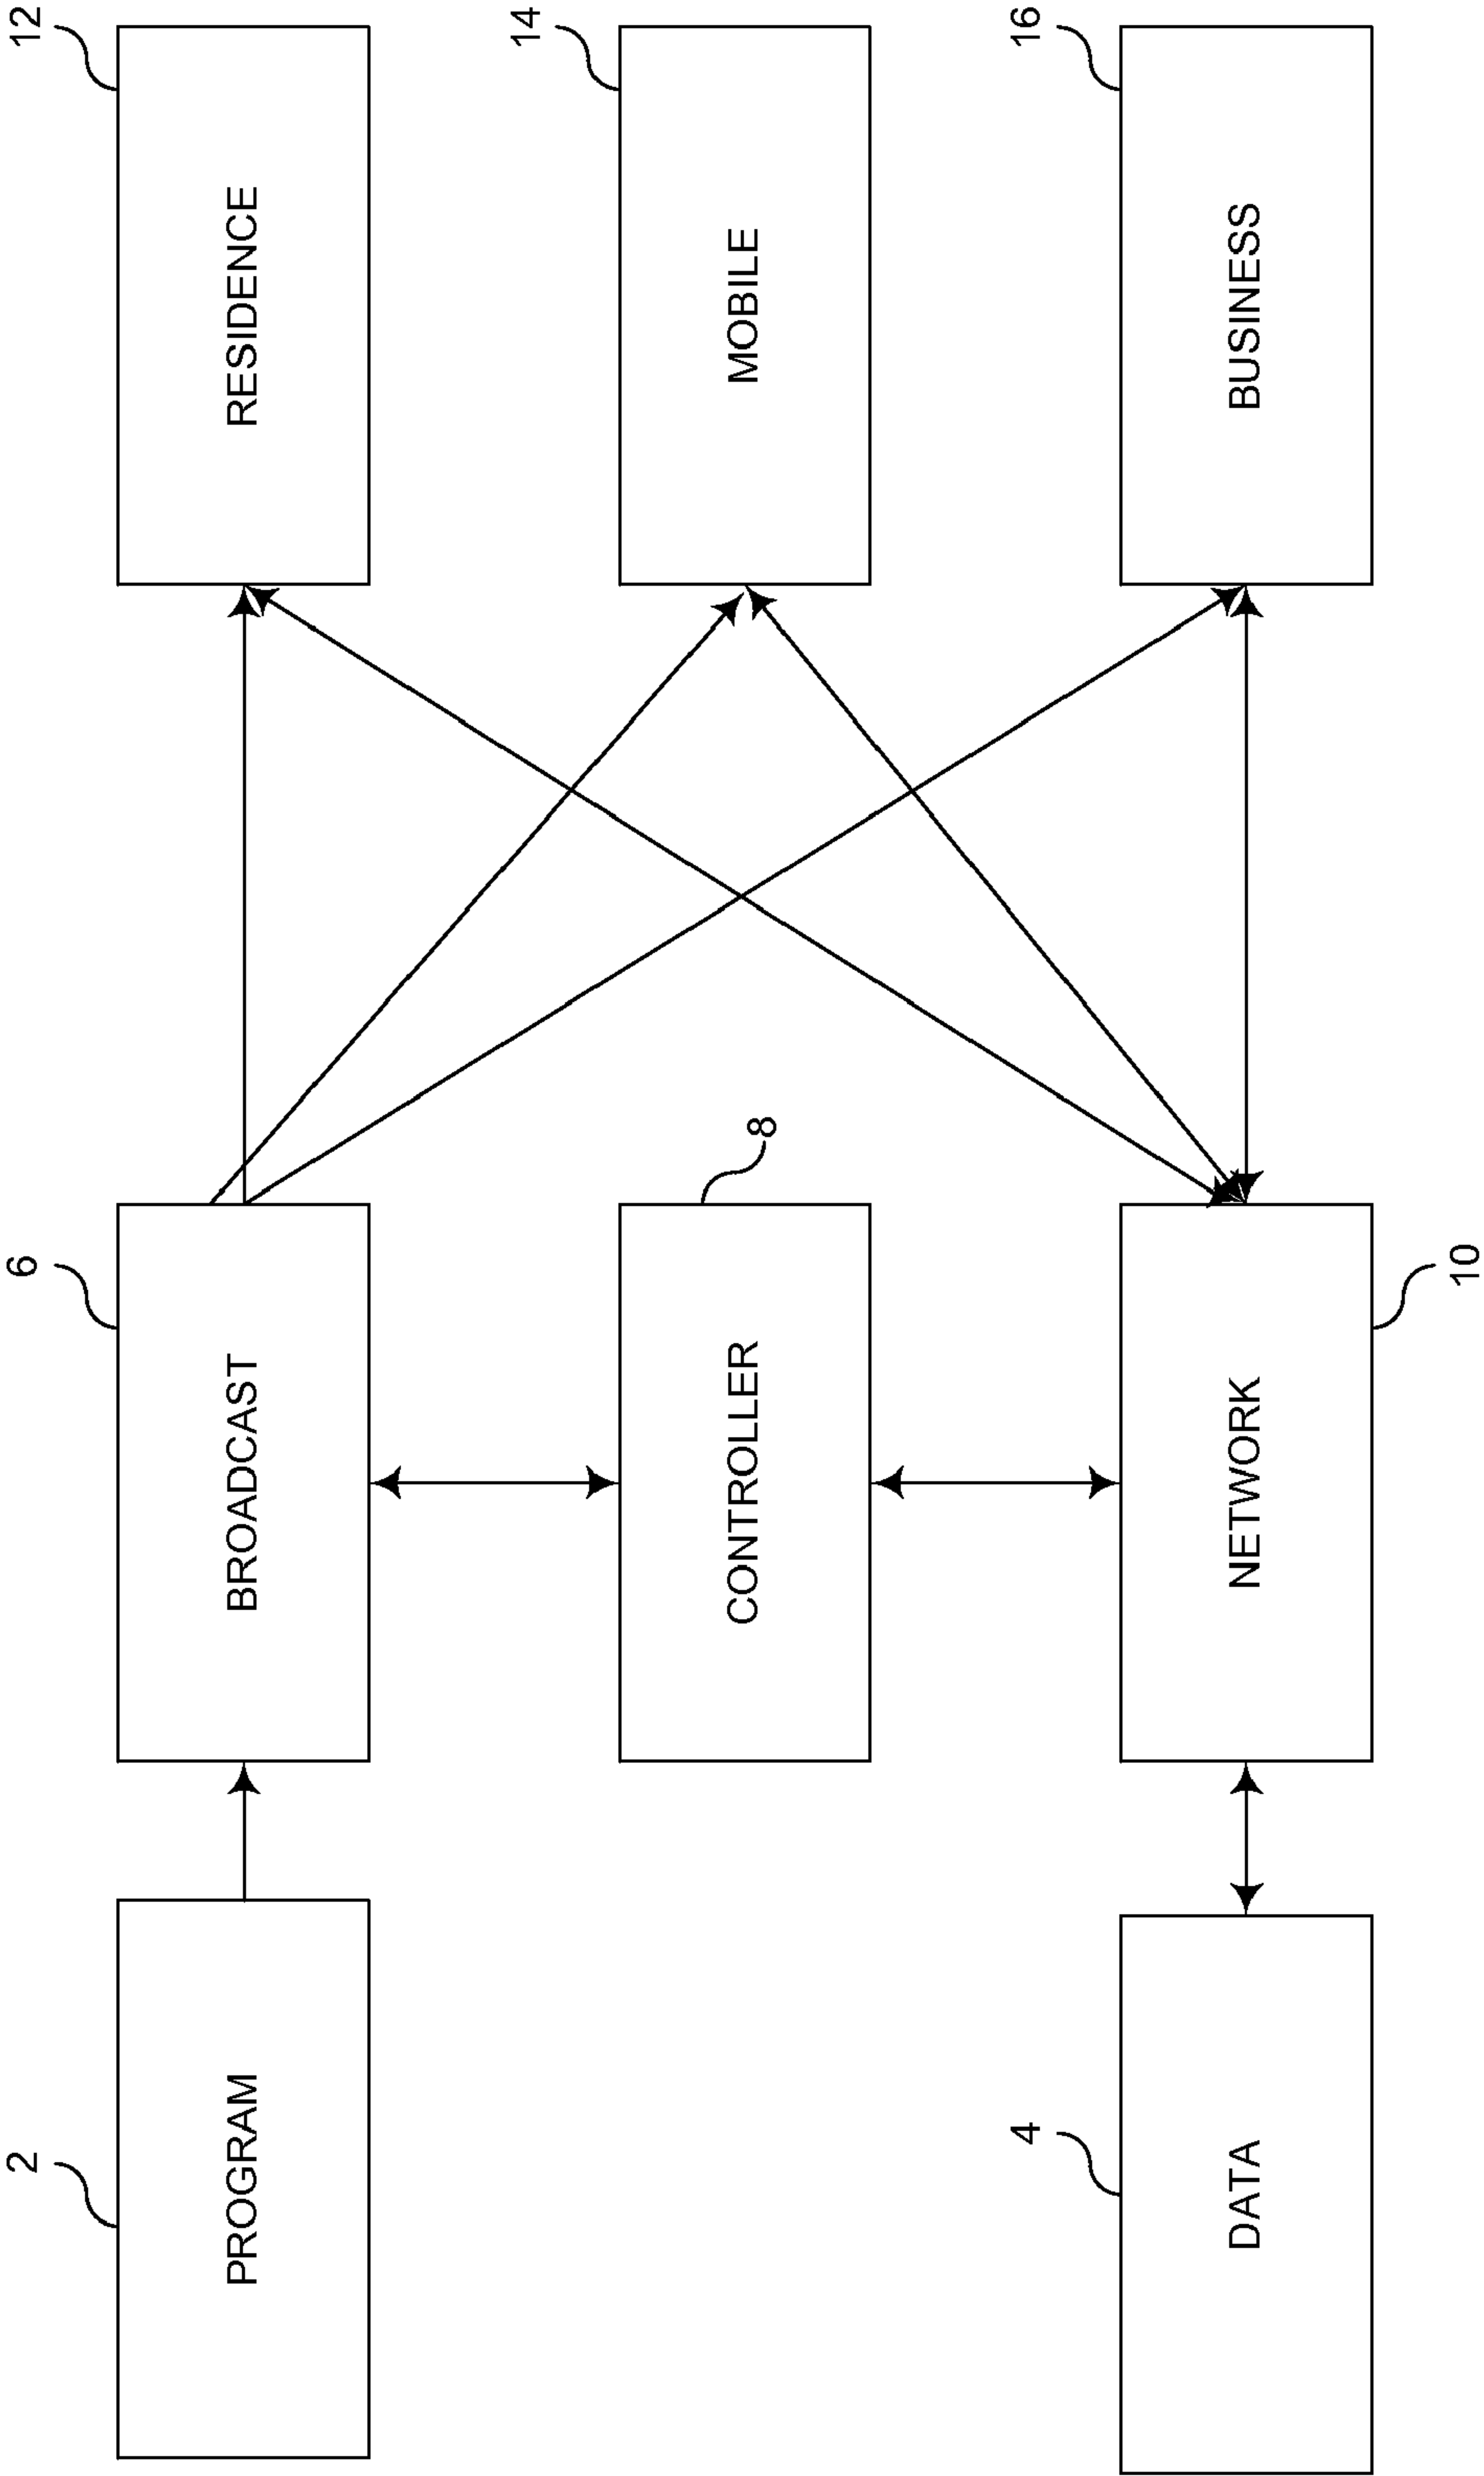 2
PROGRAM
6
BROADCAST
12
RESIDENCE
8
CONTROLLER
14
MOBILE
4
DATA
NETWORK
10
16
BUSINESS